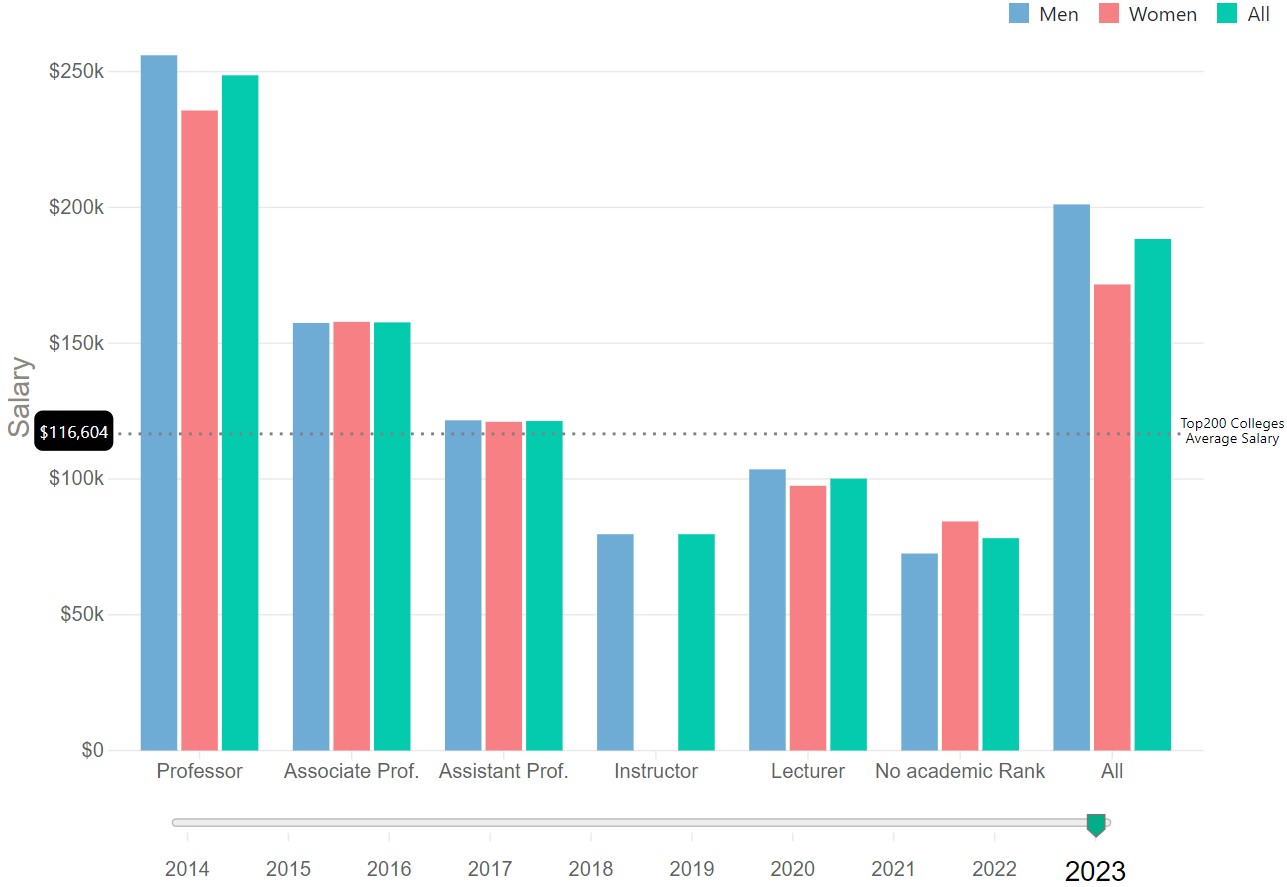 Men Women All
$250k
$200k
$150k
Salary
$116,604
Top200 Colleges
Average Salary
$100k
$50k
$0
Professor Associate Prof. Assistant Prof. Instructor Lecturer No academic Rank All
2014 2015 2016 2017 2018 2019 2020 2021 2022 2023